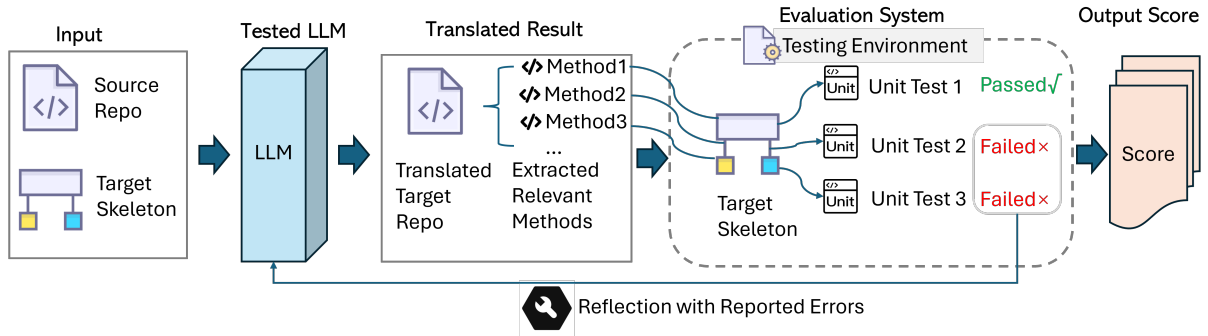 Input
Source
Repo
Target
Skeleton
Tested LLM
LLM
Translated Result
</> Method1
</> Method2
</> Method3
...
</>
Translated
Target
Repo
Extracted
Relevant
Methods
Evaluation System
Testing Environment
Target
Skeleton
</>
Unit
Unit Test 1
Passed√
</>
Unit
Unit Test 2
Failed×
</>
Unit
Unit Test 3
Failed×
Output Score
Score
Reflection with Reported Errors